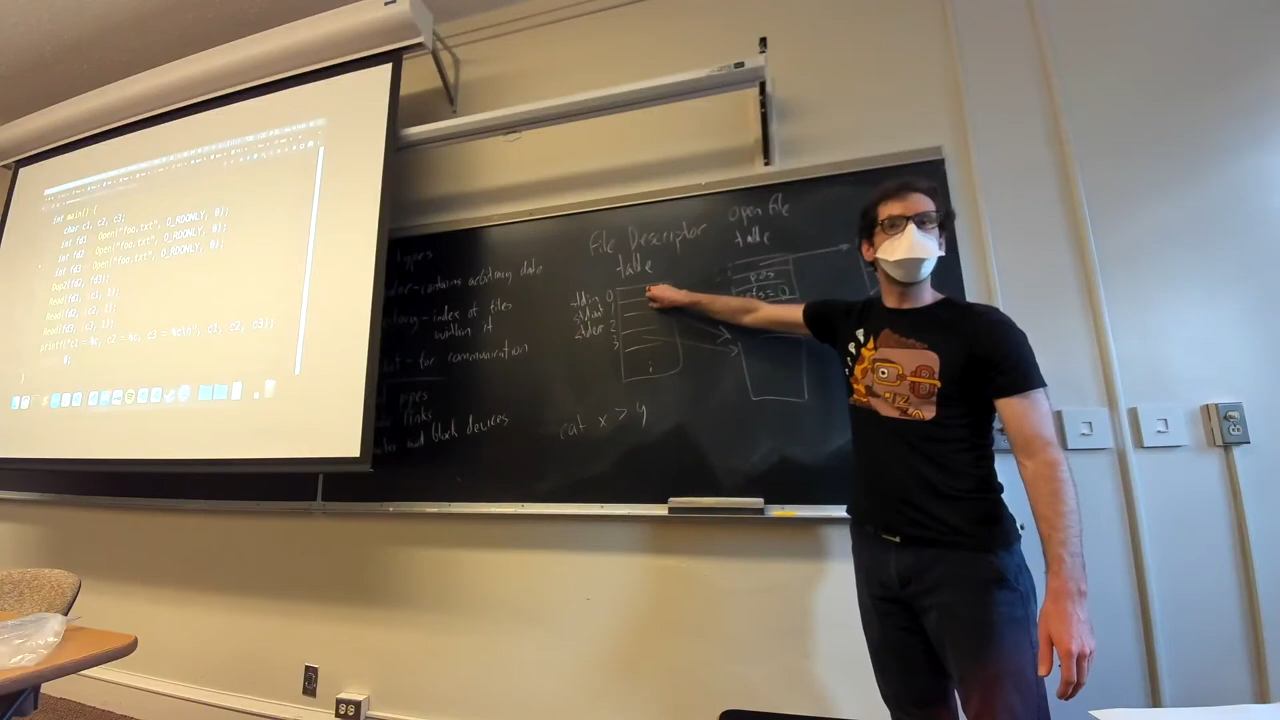 int main() {
char c1, c2, c3;
int fd1 = Open("foo.txt", O_RDONLY, 0);
int fd2 = Open("foo.txt", O_RDONLY, 0);
int fd3 = Open("foo.txt", O_RDONLY, 0);
Dup2(fd2, fd3);
Read(fd1, &c1, 1);
Read(fd2, &c2, 1);
Read(fd3, &c3, 1);
printf("c1 = %c, c2 = %c, c3 = %c\n", c1, c2, c3);
0;
}
types
contains arbitrary data
index of files
within it
for communication
pipes
links
and block devices
File Descriptor
table
stdin 0
stdout 1
stderr 2
3
cat x > y
open file
table
pos
refs = 0